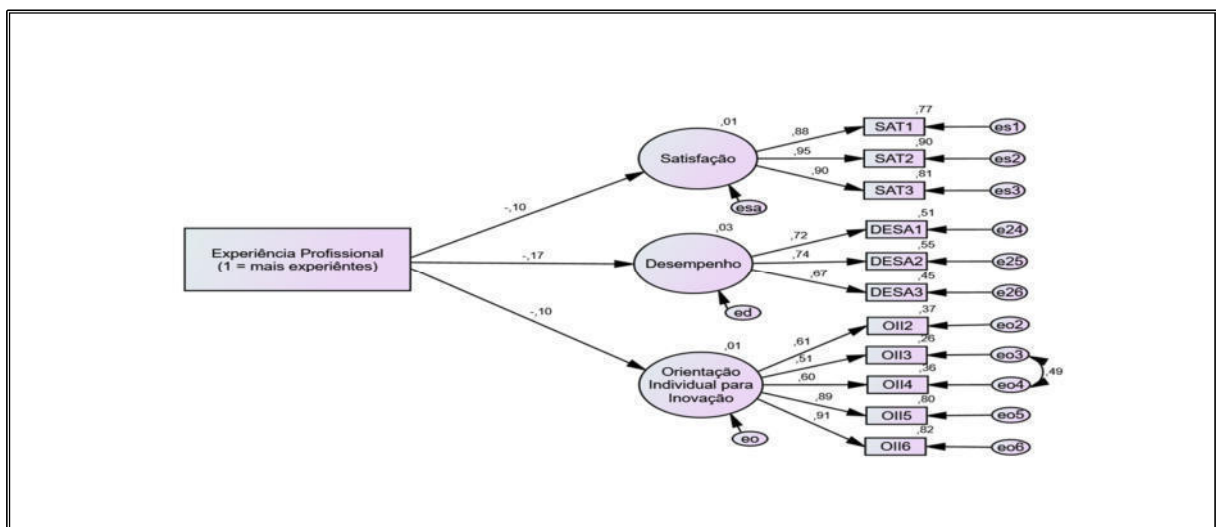 ,01
,77
,88
SAT1
es1
,90
Satisfação
,95
SAT2
es2
,81
,90
SAT3
es3
-,10
esa
,51
,03
,72
DESA1
e24
Experiência Profissional
(1 = mais experiêntes)
-,17
,55
Desempenho
,74
DESA2
e25
,45
,67
DESA3
e26
ed
,37
-,10
OII2
eo2
,01
,61
,26
Orientação
Individual para
Inovação
,51
OII3
eo3
,36
,49
,60
OII4
eo4
,80
,89
OII5
eo5
,82
,91
OII6
eo6
eo